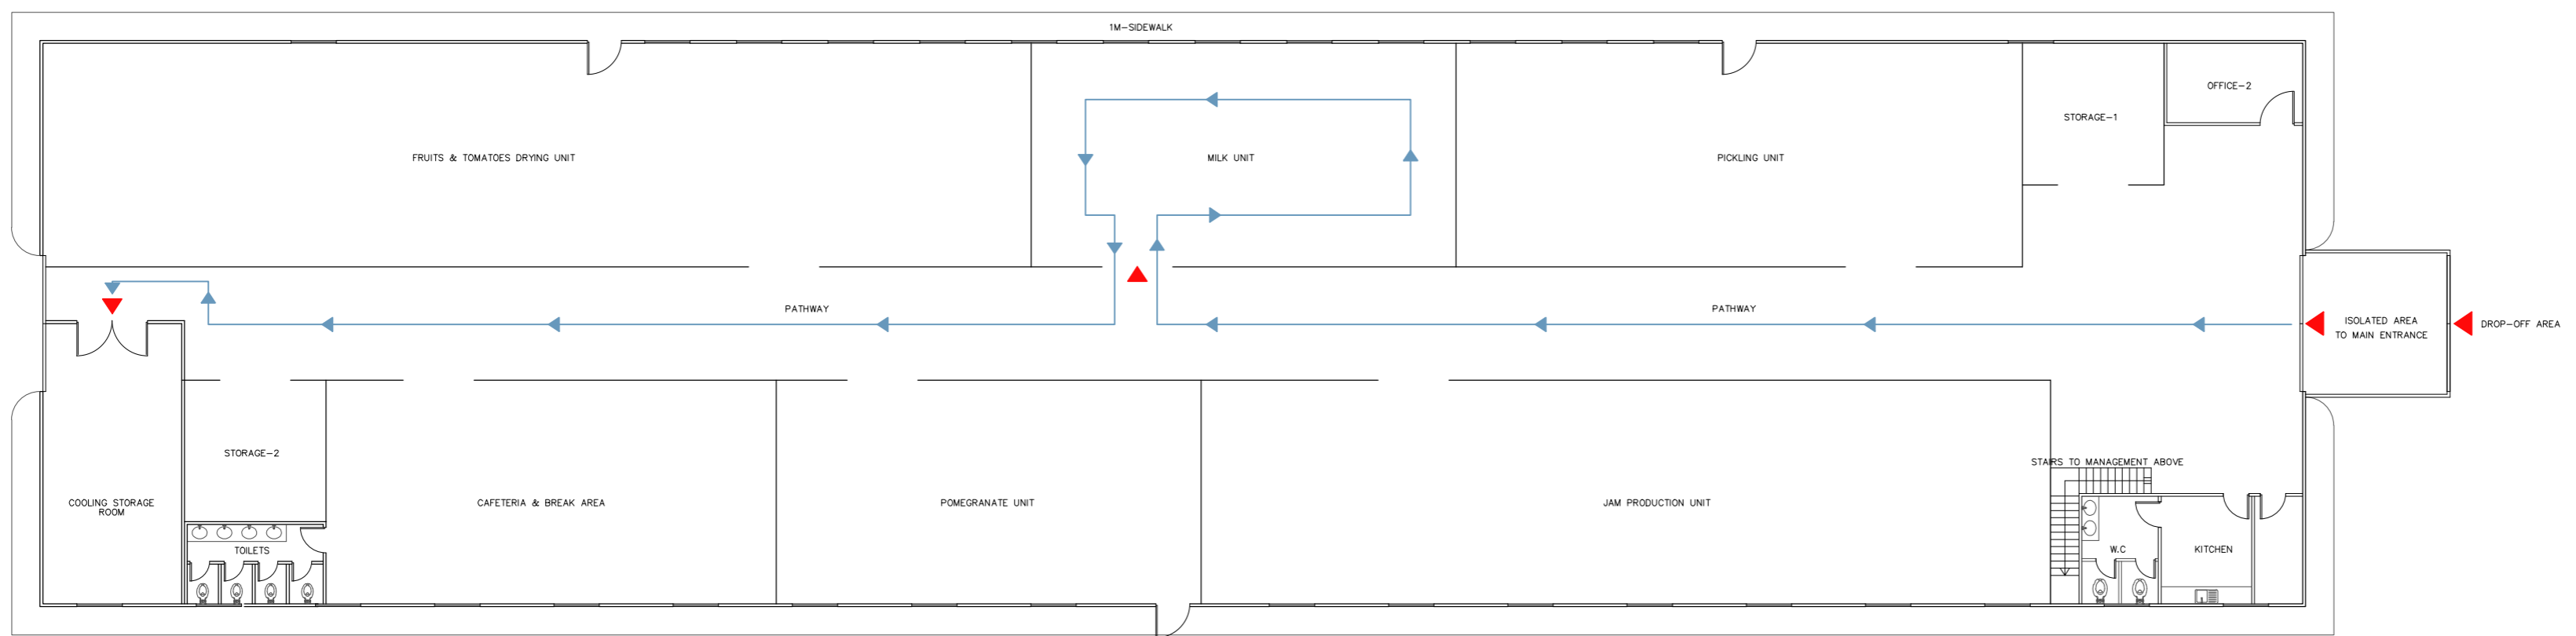 1M-SIDEWALK
OFFICE-2
STORAGE-1
FRUITS & TOMATOES DRYING UNIT
MILK UNIT
PICKLING UNIT
PATHWAY
PATHWAY
ISOLATED AREA
TO MAIN ENTRANCE
DROP-OFF AREA
STORAGE-2
STAIRS TO MANAGEMENT ABOVE
COOLING STORAGE
ROOM
CAFETERIA & BREAK AREA
POMEGRANATE UNIT
JAM PRODUCTION UNIT
TOILETS
W.C
KITCHEN